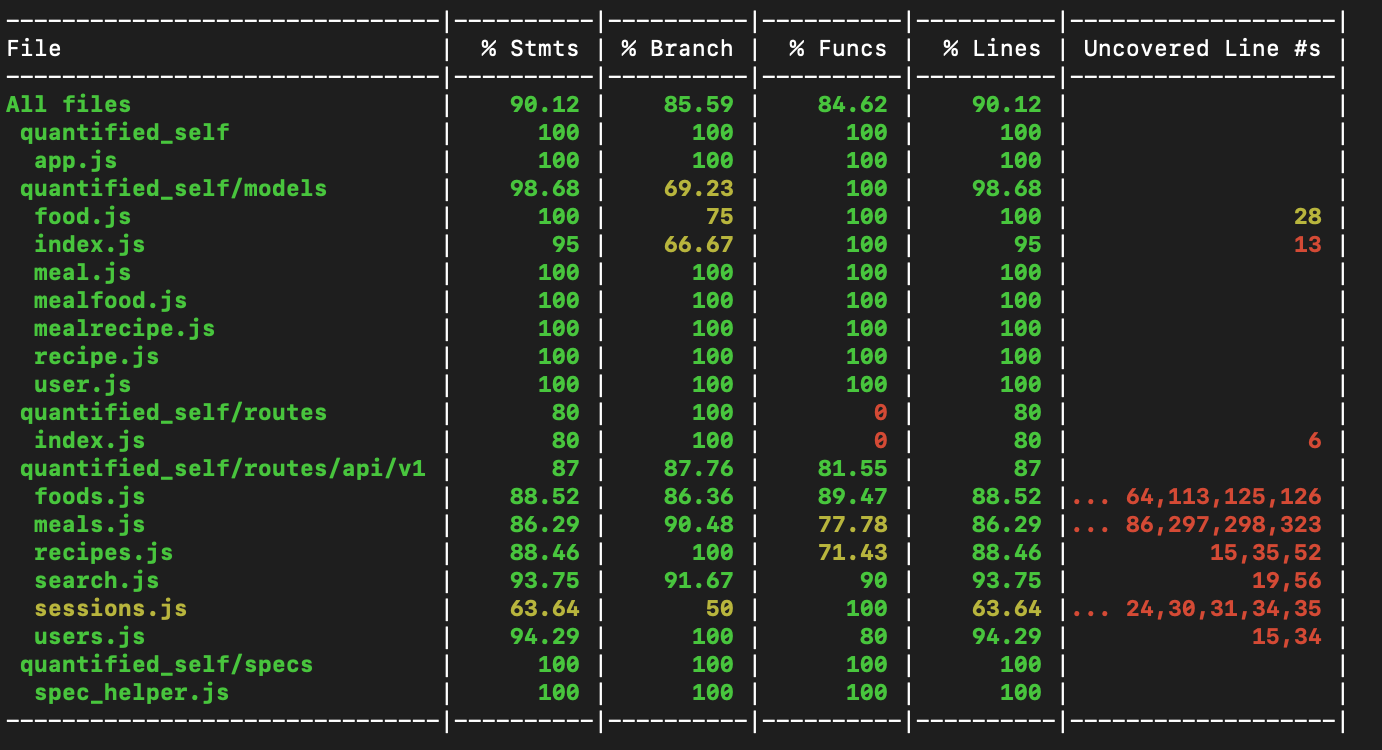 -------------------------------|----------|----------|----------|----------|-------------------|
File                           |  % Stmts | % Branch |  % Funcs |  % Lines | Uncovered Line #s |
-------------------------------|----------|----------|----------|----------|-------------------|
All files                      |    90.12 |    85.59 |    84.62 |    90.12 |                   |
 quantified_self               |      100 |      100 |      100 |      100 |                   |
  app.js                       |      100 |      100 |      100 |      100 |                   |
 quantified_self/models        |    98.68 |    69.23 |      100 |    98.68 |                   |
  food.js                      |      100 |       75 |      100 |      100 |                28 |
  index.js                     |       95 |    66.67 |      100 |       95 |                13 |
  meal.js                      |      100 |      100 |      100 |      100 |                   |
  mealfood.js                  |      100 |      100 |      100 |      100 |                   |
  mealrecipe.js                |      100 |      100 |      100 |      100 |                   |
  recipe.js                    |      100 |      100 |      100 |      100 |                   |
  user.js                      |      100 |      100 |      100 |      100 |                   |
 quantified_self/routes        |       80 |      100 |        0 |       80 |                   |
  index.js                     |       80 |      100 |        0 |       80 |                 6 |
 quantified_self/routes/api/v1 |       87 |    87.76 |    81.55 |       87 |                   |
  foods.js                     |    88.52 |    86.36 |    89.47 |    88.52 |... 64,113,125,126 |
  meals.js                     |    86.29 |    90.48 |    77.78 |    86.29 |... 86,297,298,323 |
  recipes.js                   |    88.46 |      100 |    71.43 |    88.46 |          15,35,52 |
  search.js                    |    93.75 |    91.67 |       90 |    93.75 |             19,56 |
  sessions.js                  |    63.64 |       50 |      100 |    63.64 |... 24,30,31,34,35 |
  users.js                     |    94.29 |      100 |       80 |    94.29 |             15,34 |
 quantified_self/specs         |      100 |      100 |      100 |      100 |                   |
  spec_helper.js               |      100 |      100 |      100 |      100 |                   |
-------------------------------|----------|----------|----------|----------|-------------------|